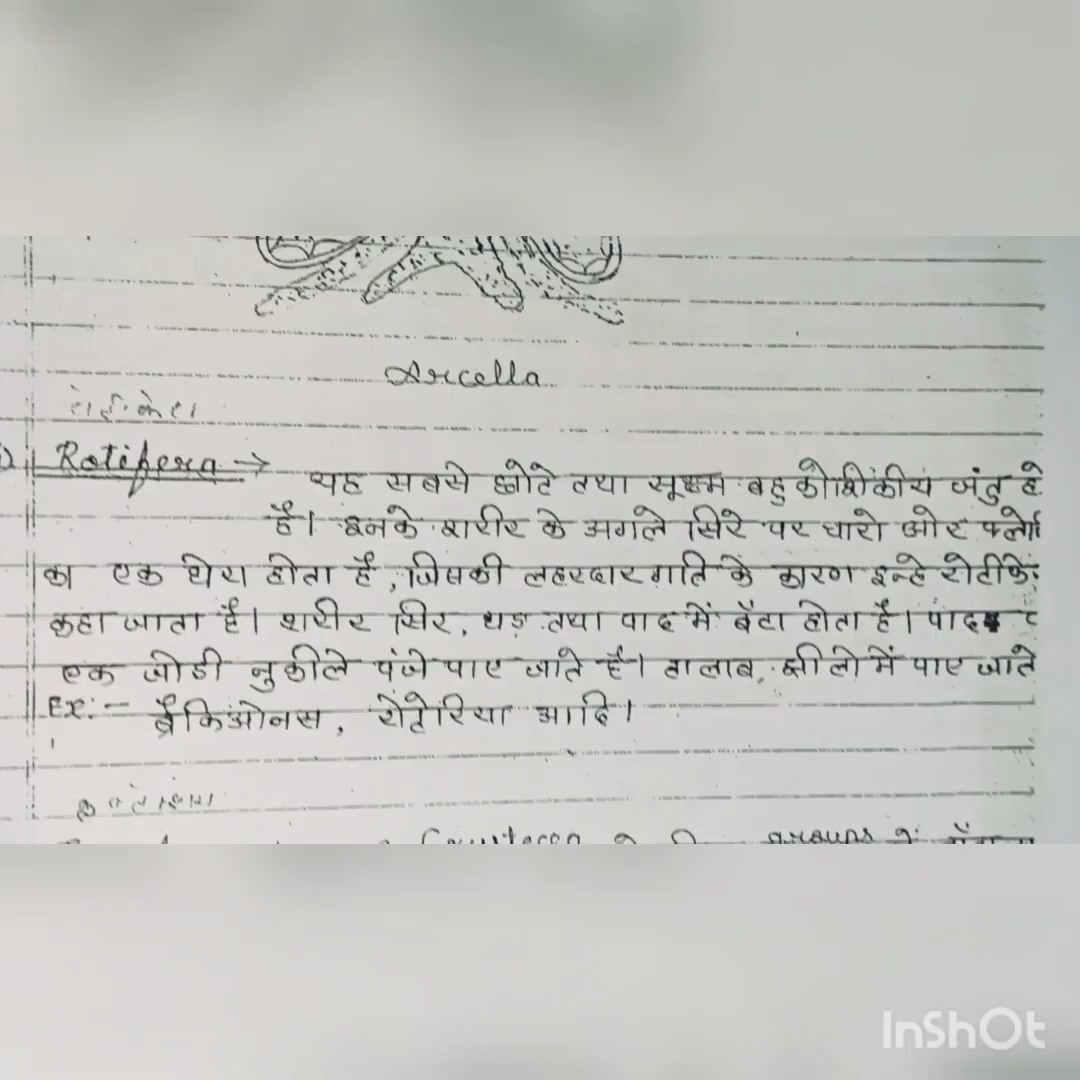 Arcella
Rotifera →
यह सबसे छोटे तथा सूक्ष्म बहुकोशिंकीय जंतु
है। इनके शरीर के अगले सिरे पर चारो ओर
का एक घेरा होता है, जिसकी लहरदार गति के कारण इन्हे
कहा जाता है। शरीर सिर, धड़ तथा पाद में बँटा होता है। पाद
एक जोडी नुकीले पंजे पाए जाते है। तालाब, झीलो में पाए जाते
Ex:- ब्रैकिओनस, रोटेरिया आदि।
InShOt